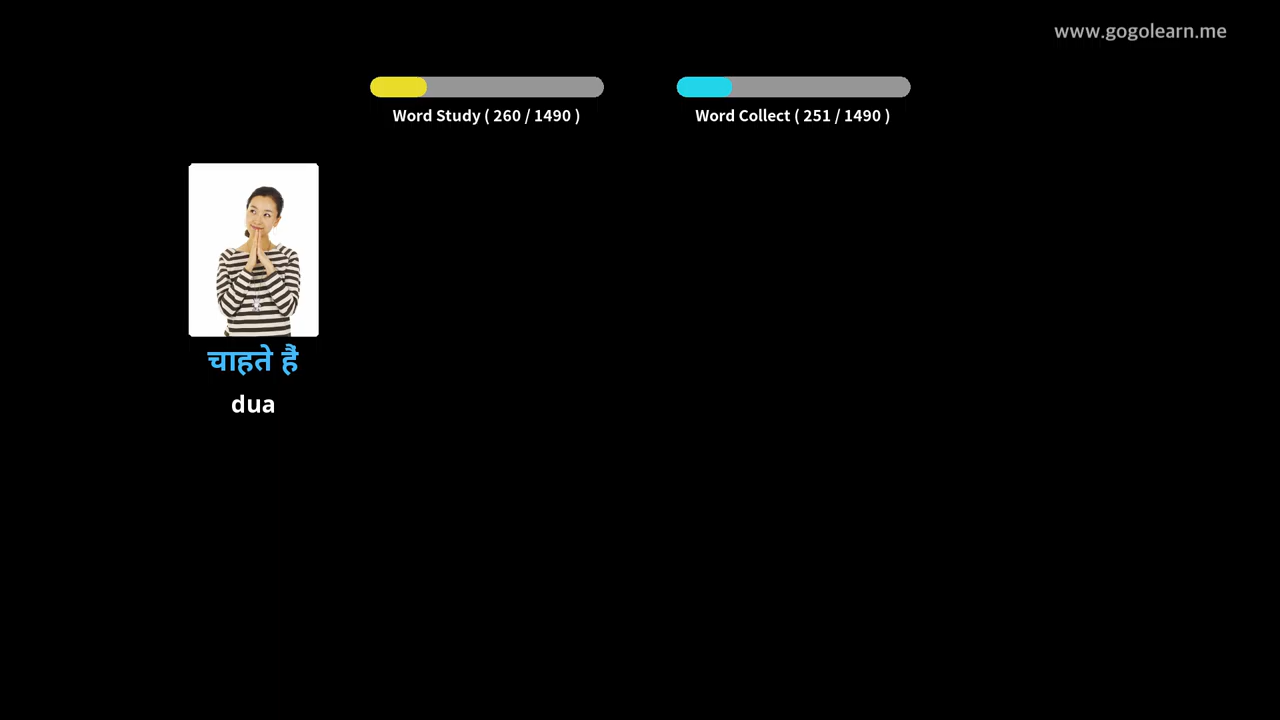 www.gogolearn.me
Word Study ( 260 / 1490 )
Word Collect ( 251 / 1490 )
चाहते हैं
dua